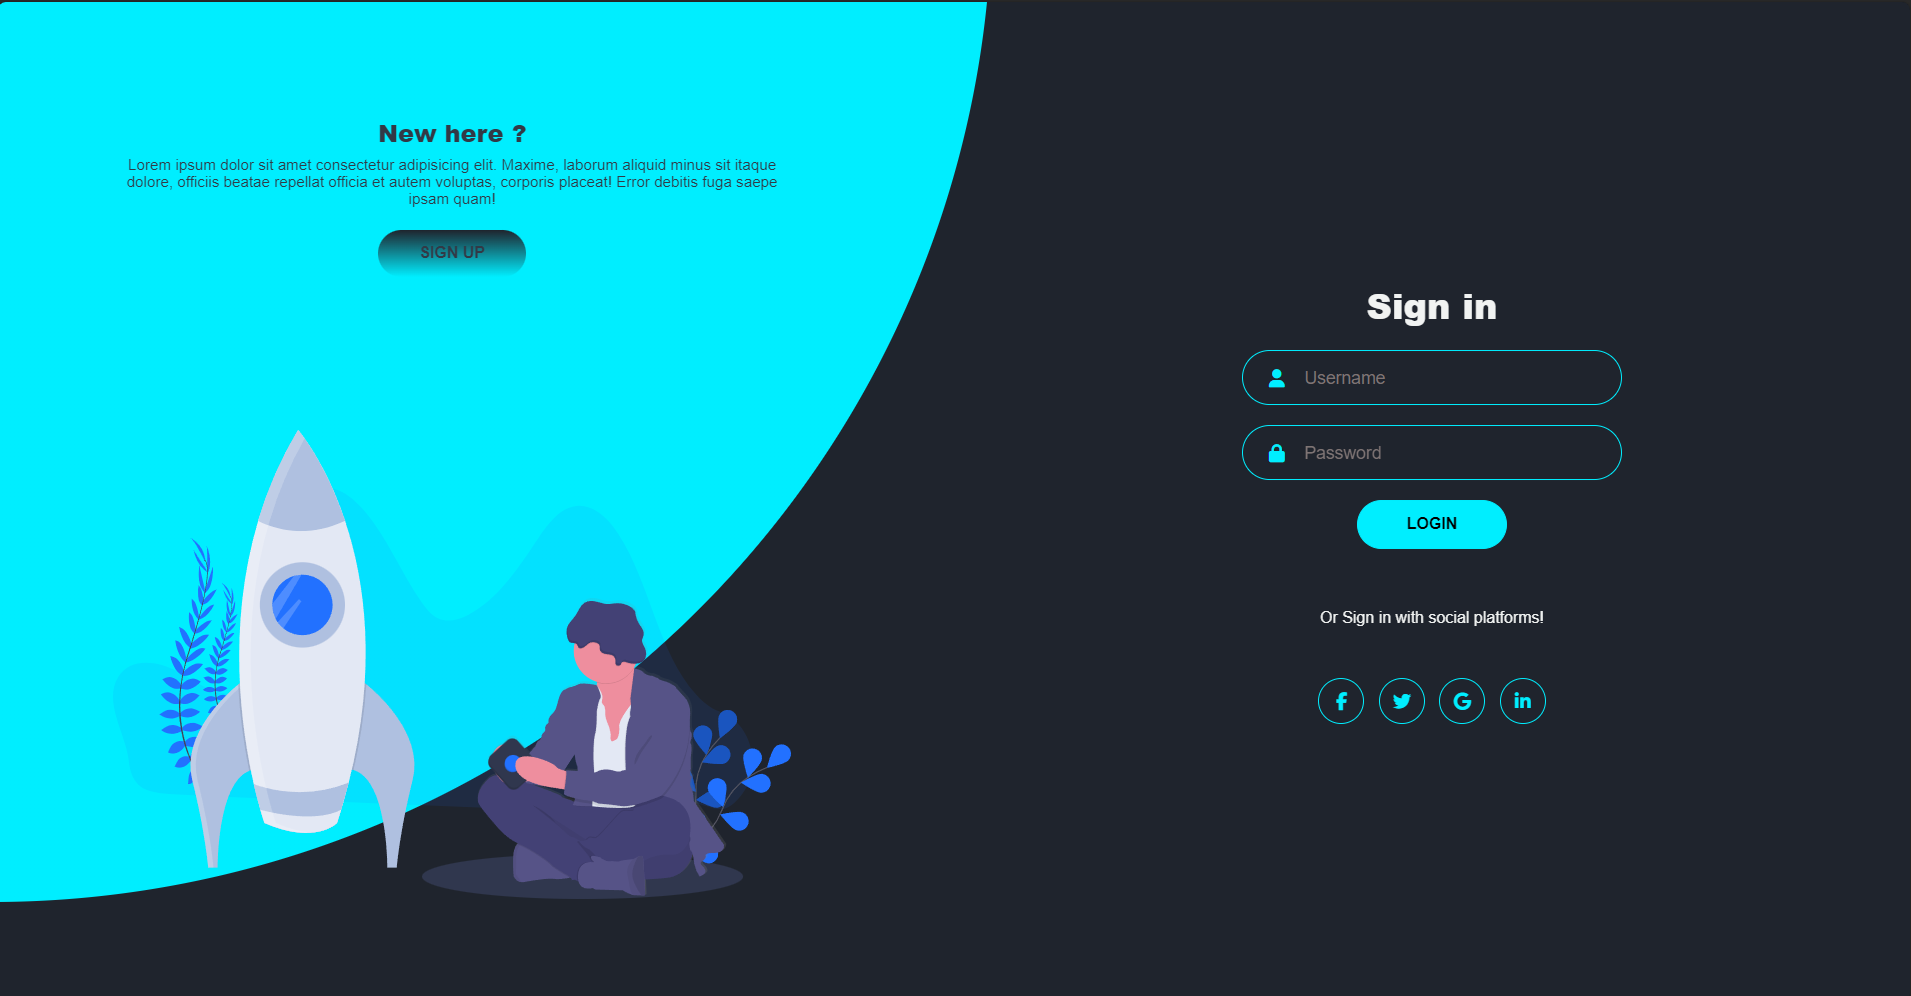 New here ?
Lorem ipsum dolor sit amet consectetur adipisicing elit. Maxime, laborum aliquid minus sit itaque
dolore, officiis beatae repellat officia et autem voluptas, corporis placeat! Error debitis fuga saepe
ipsam quam!
SIGN UP
Sign in
Username
Password
LOGIN
Or Sign in with social platforms!